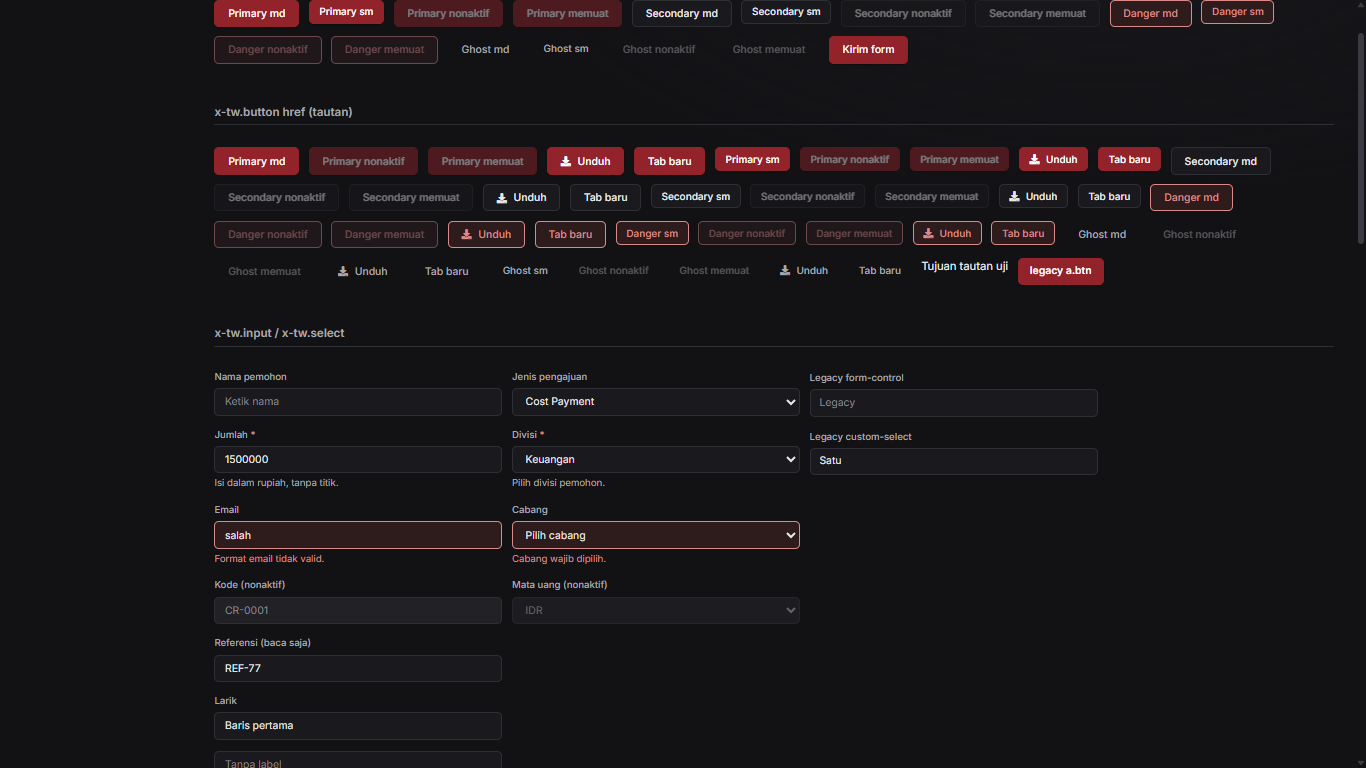 Primary md Primary sm Primary nonaktif Primary memuat Secondary md Secondary sm Secondary nonaktif Secondary memuat Danger md Danger sm
Danger nonaktif Danger memuat Ghost md Ghost sm Ghost nonaktif Ghost memuat Kirim form
x-tw.button href (tautan)
Primary md Primary nonaktif Primary memuat Unduh Tab baru Primary sm Primary nonaktif Primary memuat Unduh Tab baru Secondary md
Secondary nonaktif Secondary memuat Unduh Tab baru Secondary sm Secondary nonaktif Secondary memuat Unduh Tab baru Danger md
Danger nonaktif Danger memuat Unduh Tab baru Danger sm Danger nonaktif Danger memuat Unduh Tab baru Ghost md Ghost nonaktif
Ghost memuat Unduh Tab baru Ghost sm Ghost nonaktif Ghost memuat Unduh Tab baru Tujuan tautan uji legacy a.btn
x-tw.input / x-tw.select
Nama pemohon Jenis pengajuan Legacy form-control
Ketik nama Cost Payment Legacy
Jumlah * Divisi * Legacy custom-select
1500000 Keuangan Satu
Isi dalam rupiah, tanpa titik. Pilih divisi pemohon.
Email Cabang
salah Pilih cabang
Format email tidak valid. Cabang wajib dipilih.
Kode (nonaktif) Mata uang (nonaktif)
CR-0001 IDR
Referensi (baca saja)
REF-77
Larik
Baris pertama
Tanpa label